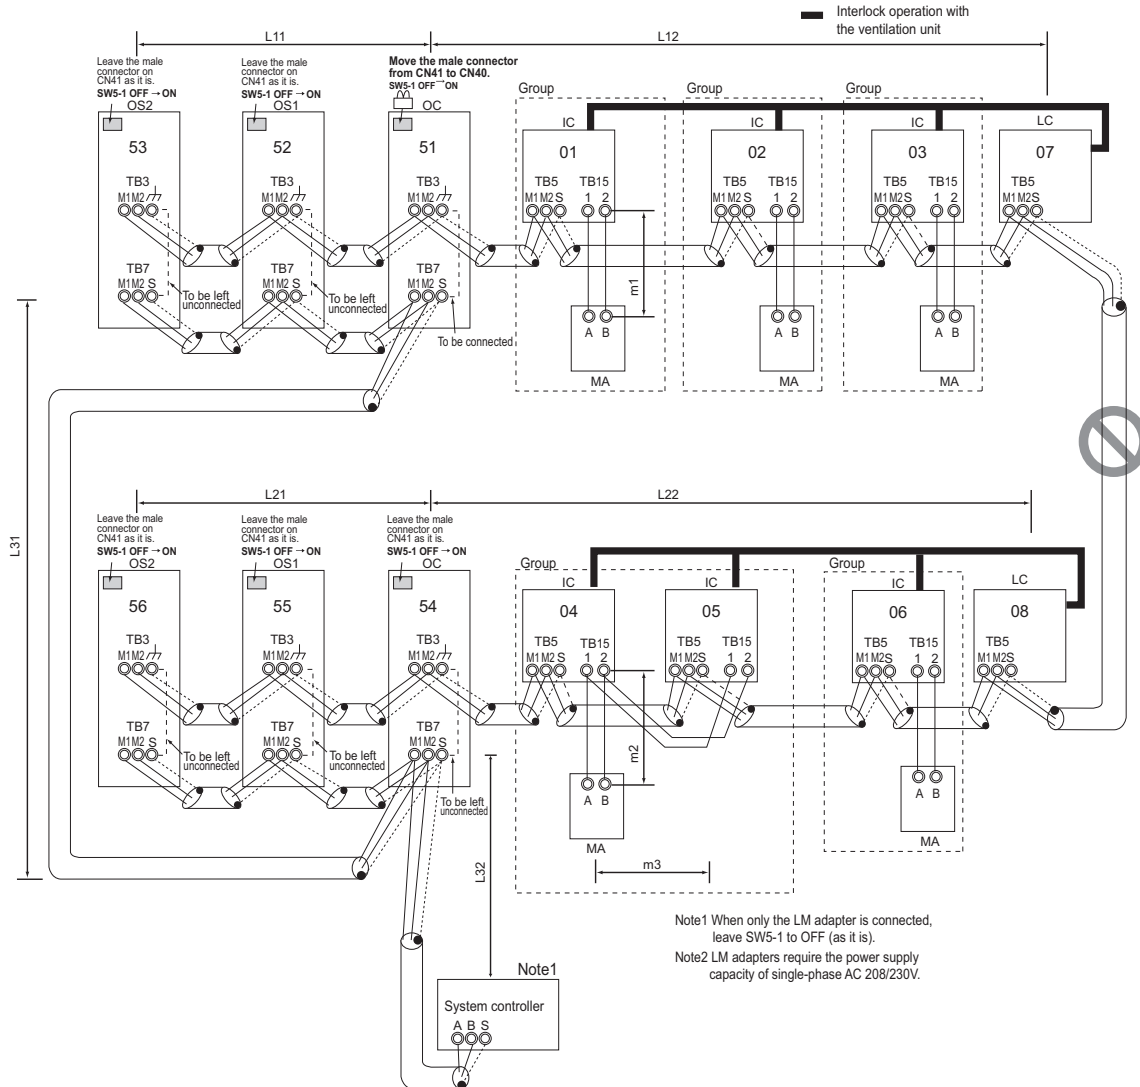 Interlock operation with
the ventilation unit
L11
L12
Leave the male
connector on
CN41 as it is.
SW5-1 OFF → ON
OS2
Leave the male
connector on
CN41 as it is.
SW5-1 OFF → ON
OS1
Move the male connector
from CN41 to CN40.
SW5-1 OFF → ON
OC
Group
Group
Group
IC
IC
IC
LC
53
52
51
01
02
03
07
TB3
M1M2
TB3
M1M2
TB3
M1M2
TB5
M1M2S
TB15
1 2
TB5
M1M2S
TB15
1 2
TB5
M1M2S
TB15
1 2
TB5
M1M2S
TB7
M1M2 S
To be left
unconnected
TB7
M1M2 S
To be left
unconnected
TB7
M1M2 S
To be connected
m1
A B
MA
A B
MA
A B
MA
L31
L21
L22
Leave the male
connector on
CN41 as it is.
SW5-1 OFF → ON
OS2
Leave the male
connector on
CN41 as it is.
SW5-1 OFF → ON
OS1
Leave the male
connector on
CN41 as it is.
SW5-1 OFF → ON
OC
Group
Group
IC
IC
IC
LC
56
55
54
04
05
06
08
TB3
M1M2
TB3
M1M2
TB3
M1M2
TB5
M1M2S
TB15
1 2
TB5
M1M2S
TB15
1 2
TB5
M1M2S
TB15
1 2
TB5
M1M2S
TB7
M1M2 S
To be left
unconnected
TB7
M1M2 S
To be left
unconnected
TB7
M1M2 S
To be left
unconnected
m2
A B
MA
A B
MA
m3
L32
Note1 When only the LM adapter is connected,
leave SW5-1 to OFF (as it is).
Note2 LM adapters require the power supply
capacity of single-phase AC 208/230V.
Note1
System controller
A B S